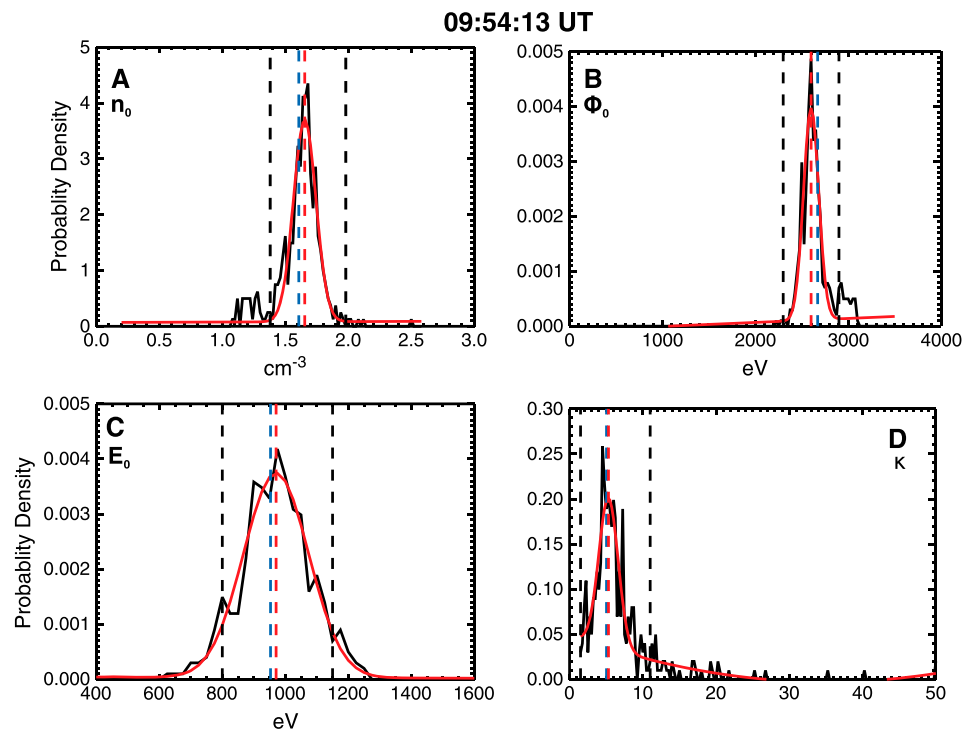 09:54:13 UT
A
n0
Probablity Density
5
4
3
2
1
0
0.0 0.5 1.0 1.5 2.0 2.5 3.0
cm-3
B
Φ0
0.005
0.004
0.003
0.002
0.001
0.000
0 1000 2000 3000 4000
eV
C
E0
Probablity Density
0.005
0.004
0.003
0.002
0.001
0.000
400 600 800 1000 1200 1400 1600
eV
D
κ
0.30
0.25
0.20
0.15
0.10
0.05
0.00
0 10 20 30 40 50